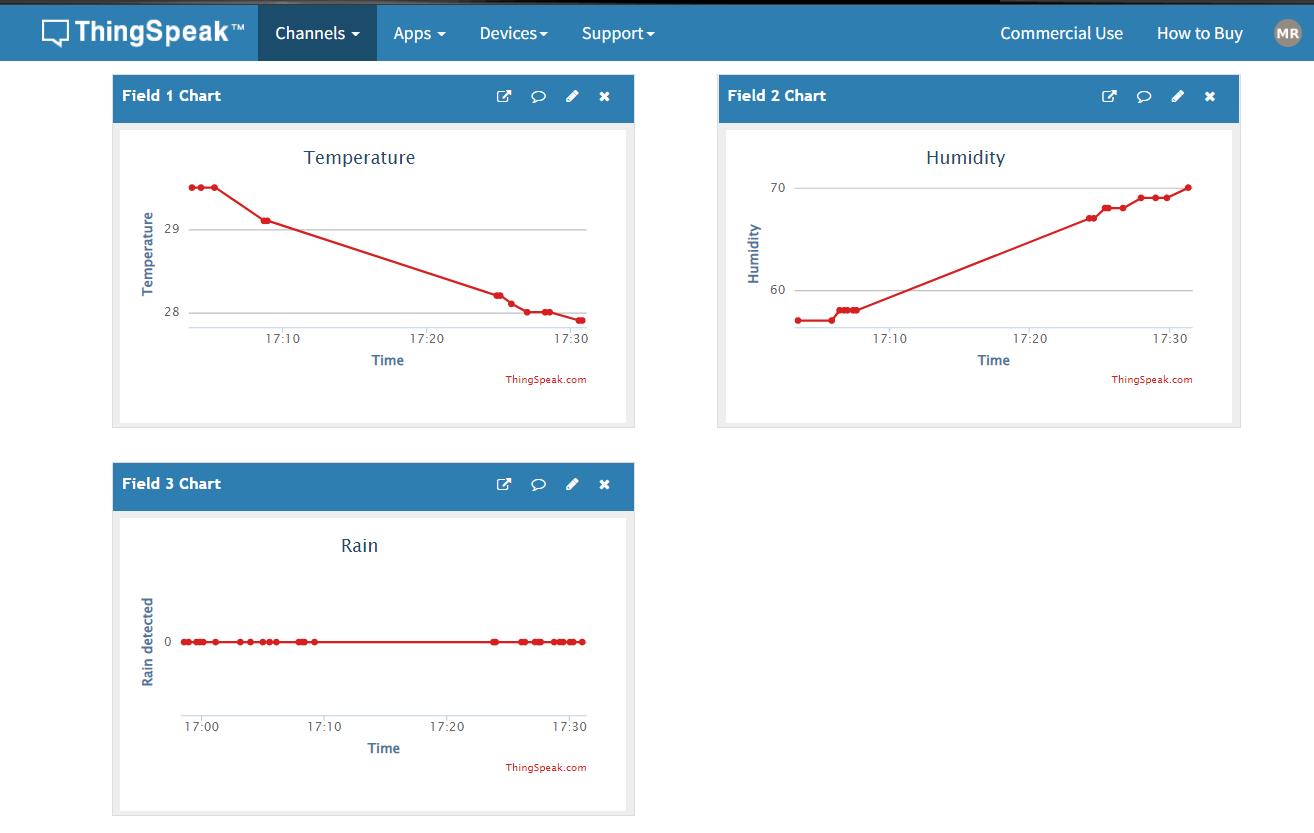 ThingSpeak™ Channels Apps Devices Support Commercial Use How to Buy MR
Field 1 Chart
Temperature
Temperature
29
28
17:10 17:20 17:30
Time
ThingSpeak.com
Field 2 Chart
Humidity
Humidity
70
60
17:10 17:20 17:30
Time
ThingSpeak.com
Field 3 Chart
Rain
Rain detected
0
17:00 17:10 17:20 17:30
Time
ThingSpeak.com